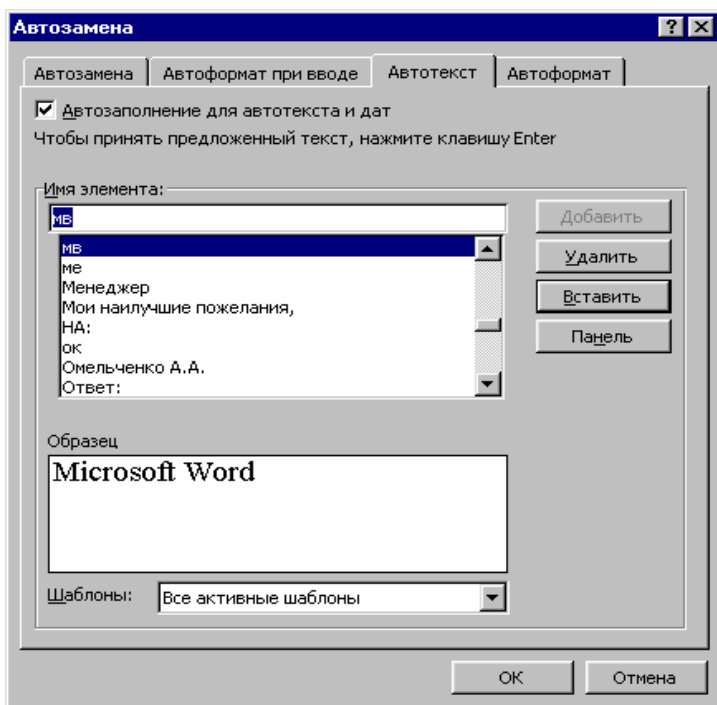 Автозамена
Автозамена Автоформат при вводе Автотекст Автоформат
Автозаполнение для автотекста и дат
Чтобы принять предложенный текст, нажмите клавишу Enter
Имя элемента:
мв
Добавить
мв
ме
Менеджер
Мои наилучшие пожелания,
НА:
ок
Омельченко А.А.
Ответ:
Удалить
Вставить
Панель
Образец
Microsoft Word
Шаблоны: Все активные шаблоны
ОК Отмена